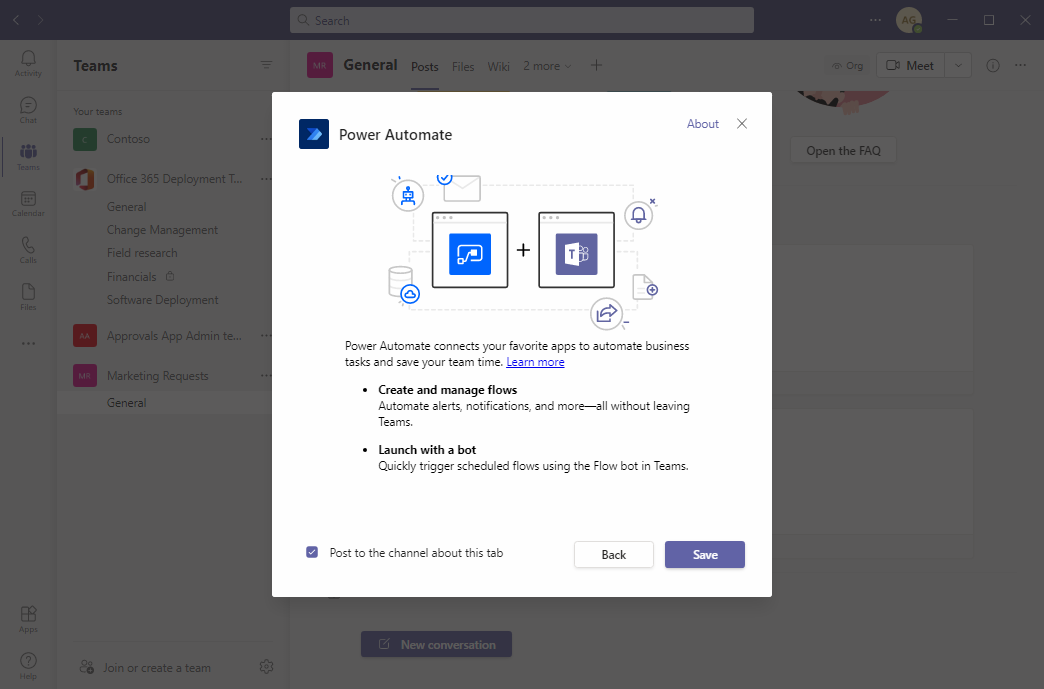 Search
AG
Activity
Chat
Teams
Calendar
Calls
Files
Apps
Help
Teams
Your teams
C
Contoso
Office 365 Deployment T...
General
Change Management
Field research
Financials
Software Deployment
AA
Approvals App Admin te...
MR
Marketing Requests
General
Join or create a team
MR
General
Posts
Files
Wiki
2 more
Org
Meet
Open the FAQ
Power Automate
About
T
Power Automate connects your favorite apps to automate business
tasks and save your team time. Learn more
• Create and manage flows
Automate alerts, notifications, and more—all without leaving
Teams.
• Launch with a bot
Quickly trigger scheduled flows using the Flow bot in Teams.
Post to the channel about this tab
Back
Save
New conversation